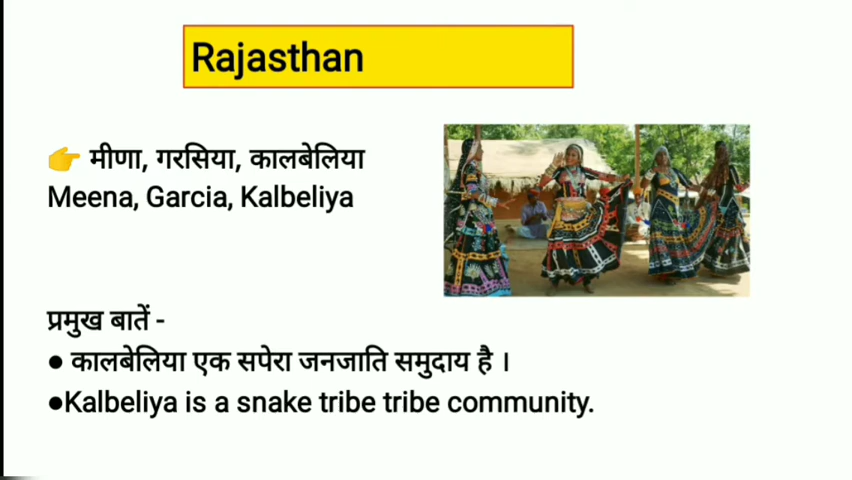 Rajasthan
👉 मीणा, गरसिया, कालबेलिया
Meena, Garcia, Kalbeliya
प्रमुख बातें -
● कालबेलिया एक सपेरा जनजाति समुदाय है ।
●Kalbeliya is a snake tribe tribe community.